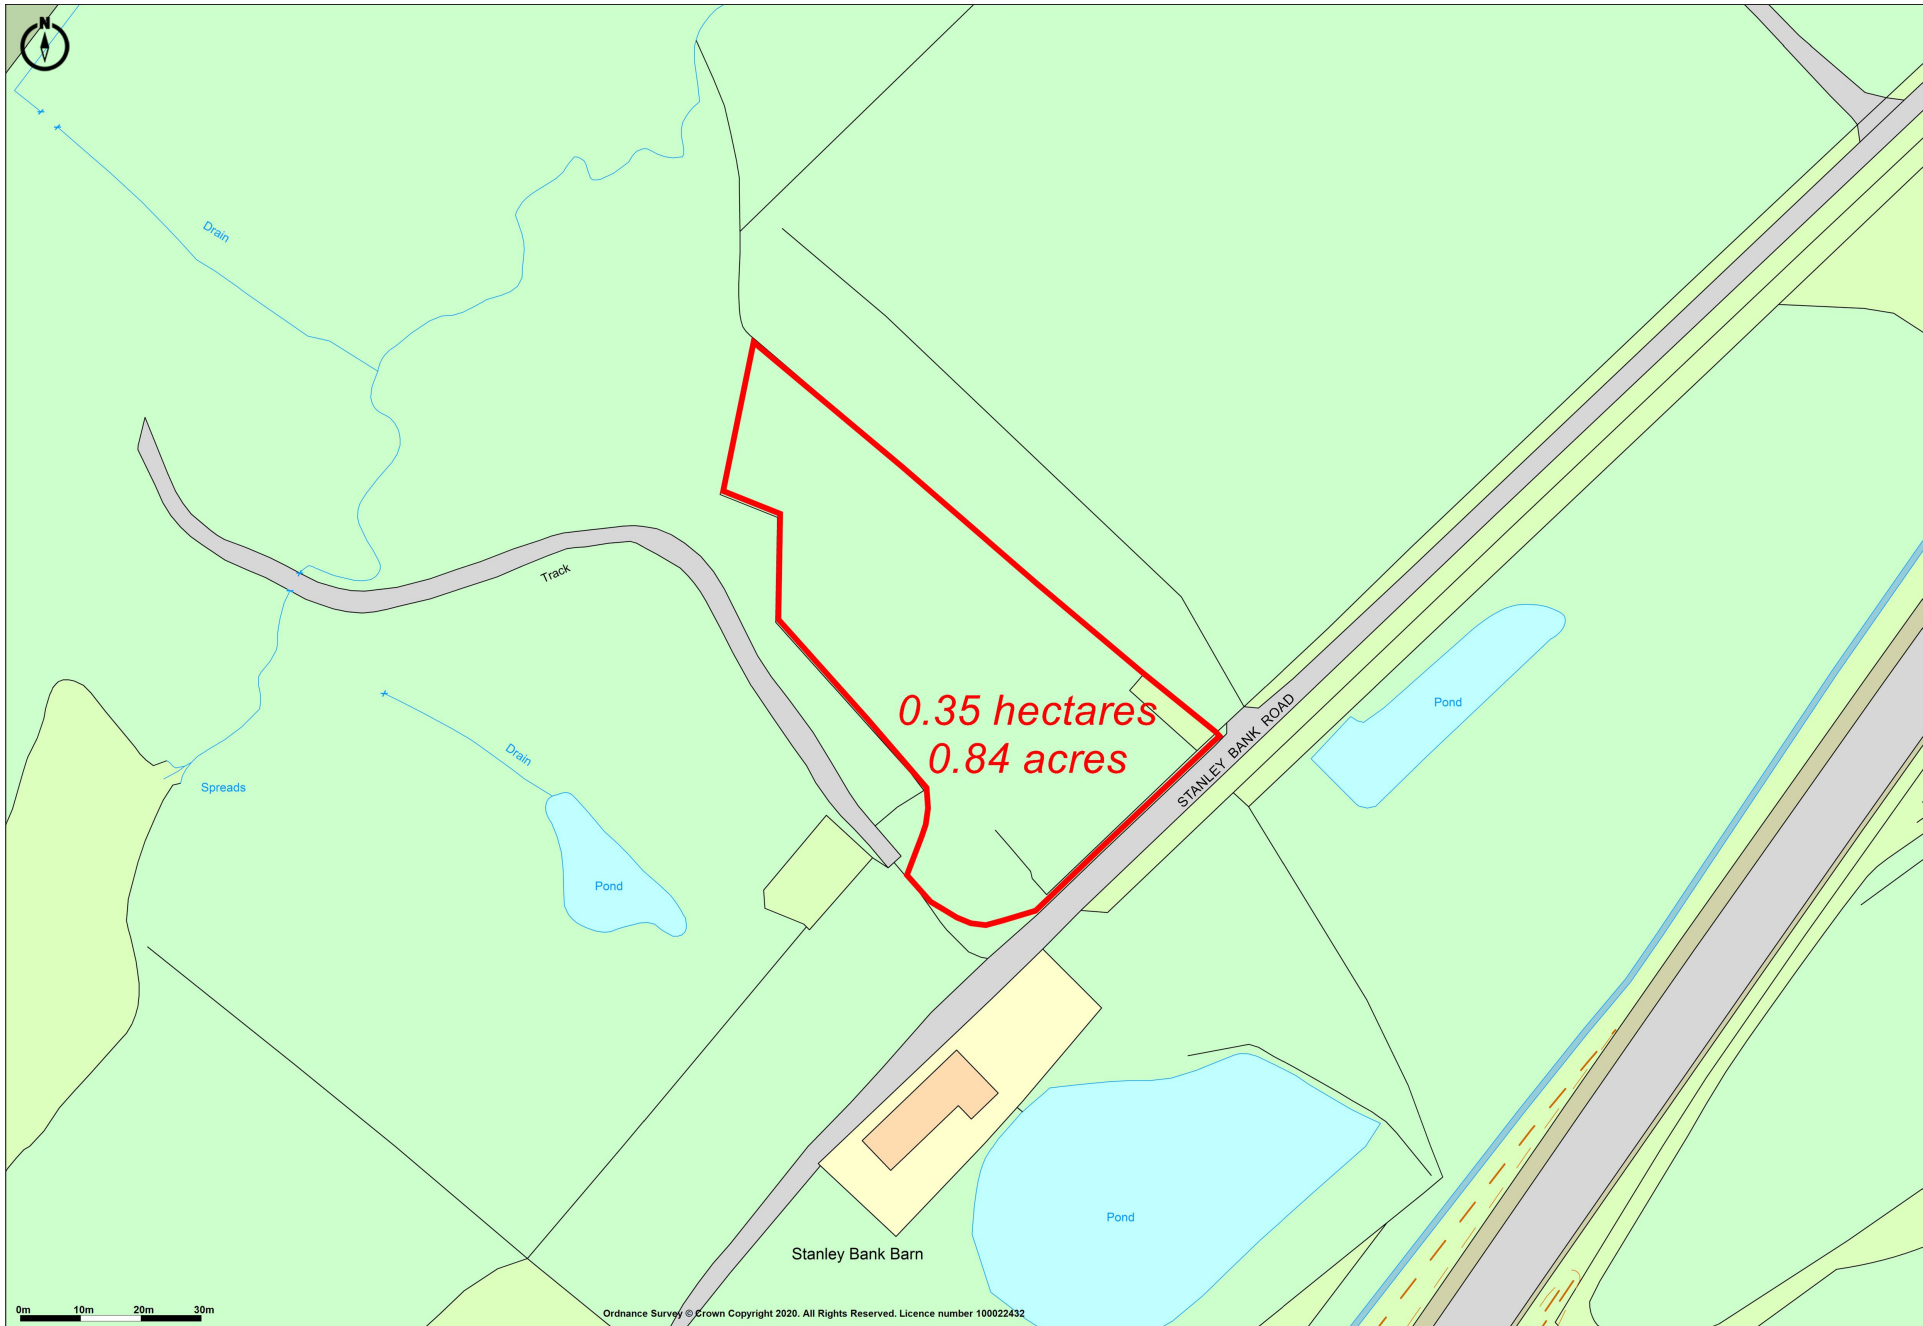 N
Drain
Track
0.35 hectares
0.84 acres
STANLEY BANK ROAD
Pond
Drain
Spreads
Pond
Pond
Stanley Bank Barn
0m 10m 20m 30m
Ordnance Survey © Crown Copyright 2020. All Rights Reserved. Licence number 100022432